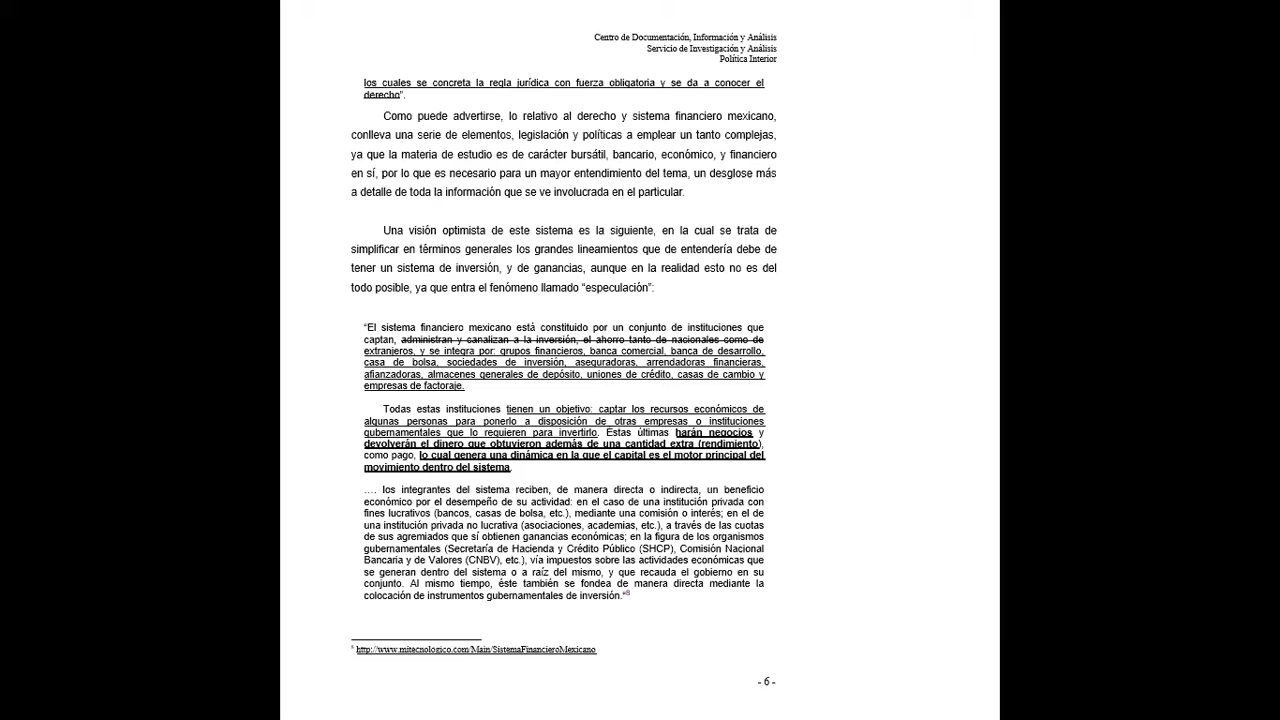 Centro de Documentación, Información y Análisis
Servicio de Investigación y Análisis
Política Interior
los cuales se concreta la regla jurídica con fuerza obligatoria y se da a conocer el
derecho”.
Como puede advertirse, lo relativo al derecho y sistema financiero mexicano,
conlleva una serie de elementos, legislación y políticas a emplear un tanto complejas,
ya que la materia de estudio es de carácter bursátil, bancario, económico, y financiero
en sí, por lo que es necesario para un mayor entendimiento del tema, un desglose más
a detalle de toda la información que se ve involucrada en el particular.
Una visión optimista de este sistema es la siguiente, en la cual se trata de
simplificar en términos generales los grandes lineamientos que de entendería debe de
tener un sistema de inversión, y de ganancias, aunque en la realidad esto no es del
todo posible, ya que entra el fenómeno llamado “especulación”:
“El sistema financiero mexicano está constituido por un conjunto de instituciones que
captan, administran y canalizan a la inversión, el ahorro tanto de nacionales como de
extranjeros, y se integra por: grupos financieros, banca comercial, banca de desarrollo,
casa de bolsa, sociedades de inversión, aseguradoras, arrendadoras financieras,
afianzadoras, almacenes generales de depósito, uniones de crédito, casas de cambio y
empresas de factoraje.
Todas estas instituciones tienen un objetivo: captar los recursos económicos de
algunas personas para ponerlo a disposición de otras empresas o instituciones
gubernamentales que lo requieren para invertirlo. Estas últimas harán negocios y
devolverán el dinero que obtuvieron además de una cantidad extra (rendimiento),
como pago, lo cual genera una dinámica en la que el capital es el motor principal del
movimiento dentro del sistema.
…. los integrantes del sistema reciben, de manera directa o indirecta, un beneficio
económico por el desempeño de su actividad: en el caso de una institución privada con
fines lucrativos (bancos, casas de bolsa, etc.), mediante una comisión o interés; en el de
una institución privada no lucrativa (asociaciones, academias, etc.), a través de las cuotas
de sus agremiados que sí obtienen ganancias económicas; en la figura de los organismos
gubernamentales (Secretaría de Hacienda y Crédito Público (SHCP), Comisión Nacional
Bancaria y de Valores (CNBV), etc.), vía impuestos sobre las actividades económicas que
se generan dentro del sistema o a raíz del mismo, y que recauda el gobierno en su
conjunto. Al mismo tiempo, éste también se fondea de manera directa mediante la
colocación de instrumentos gubernamentales de inversión.”8
8 http://www.mitecnologico.com/Main/SistemaFinancieroMexicano
- 6 -